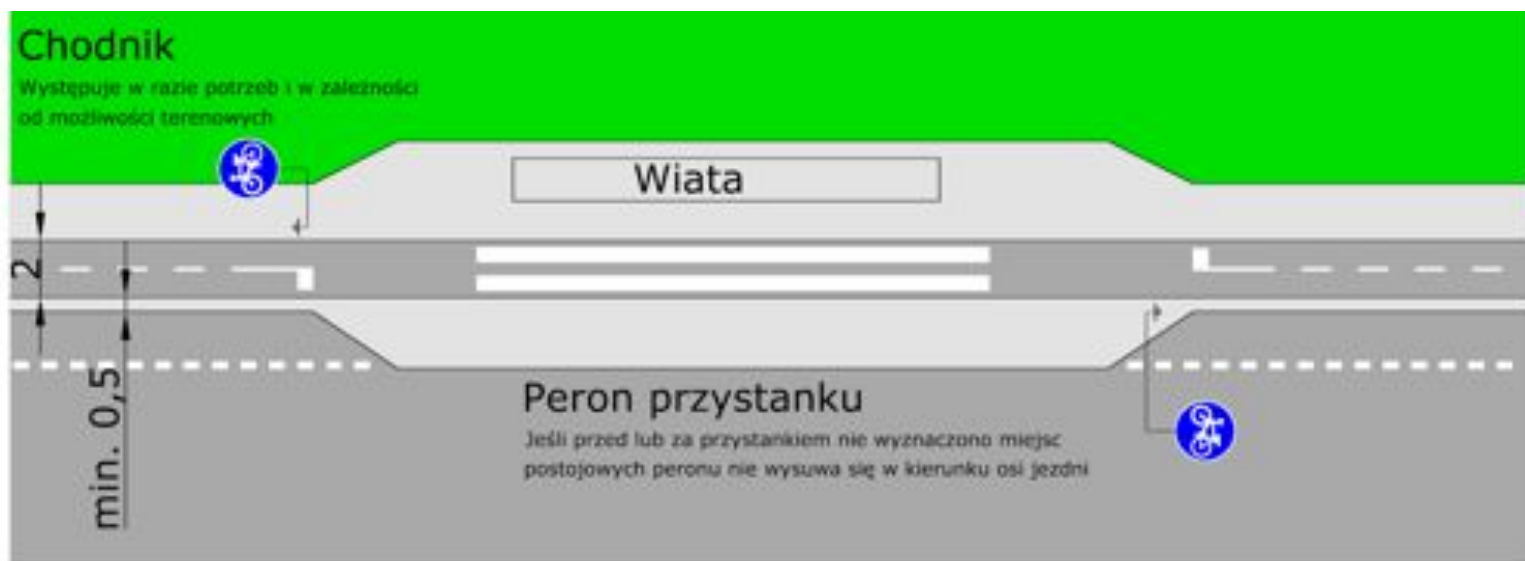 Chodnik
Występuje w razie potrzeb i w zależności
od możliwości terenowych
Wiata
2
min. 0,5
Peron przystanku
Jeśli przed lub za przystankiem nie wyznaczono miejsc
postojowych peronu nie wysuwa się w kierunku osi jezdni